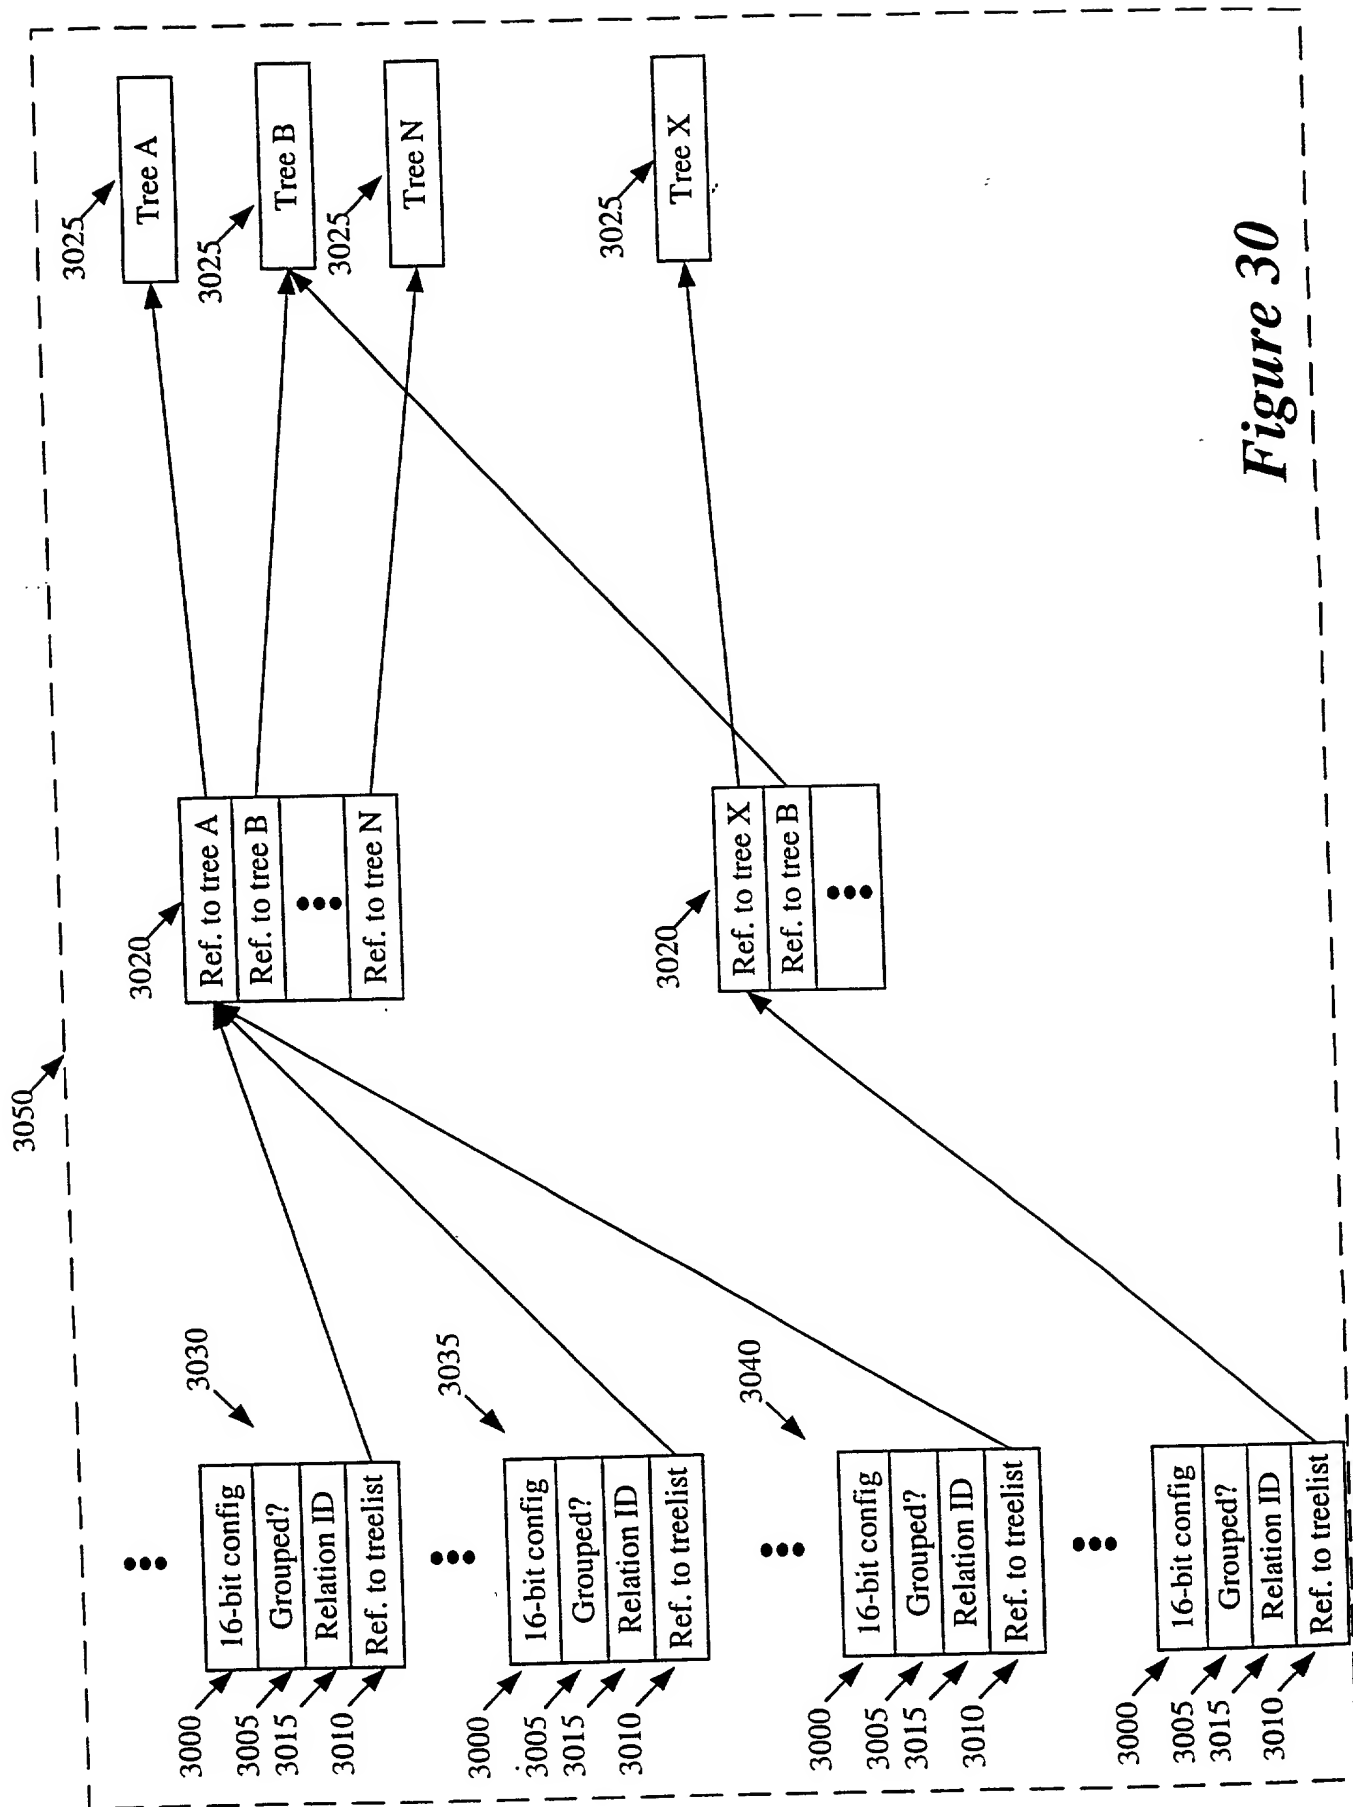 3050
3000
3005
3015
3010
16-bit config
Grouped?
Relation ID
Ref. to treelist
3030
3020
Ref. to tree A
Ref. to tree B
Ref. to tree N
3025
Tree A
3025
Tree B
3025
Tree N
3000
3005
3015
3010
16-bit config
Grouped?
Relation ID
Ref. to treelist
3035
3000
3005
3015
3010
16-bit config
Grouped?
Relation ID
Ref. to treelist
3040
3020
Ref. to tree X
Ref. to tree B
3025
Tree X
3000
3005
3015
3010
16-bit config
Grouped?
Relation ID
Ref. to treelist
Figure 30